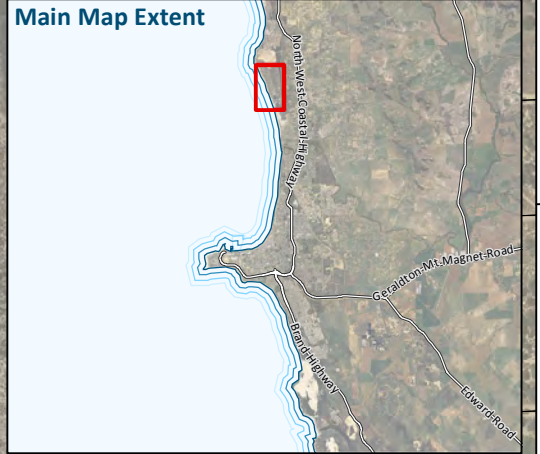 Main Map Extent
North-West-Coastal-Highway
Geraldton-Mt-Magnet-Road
Brand-Highway
Edward-Road